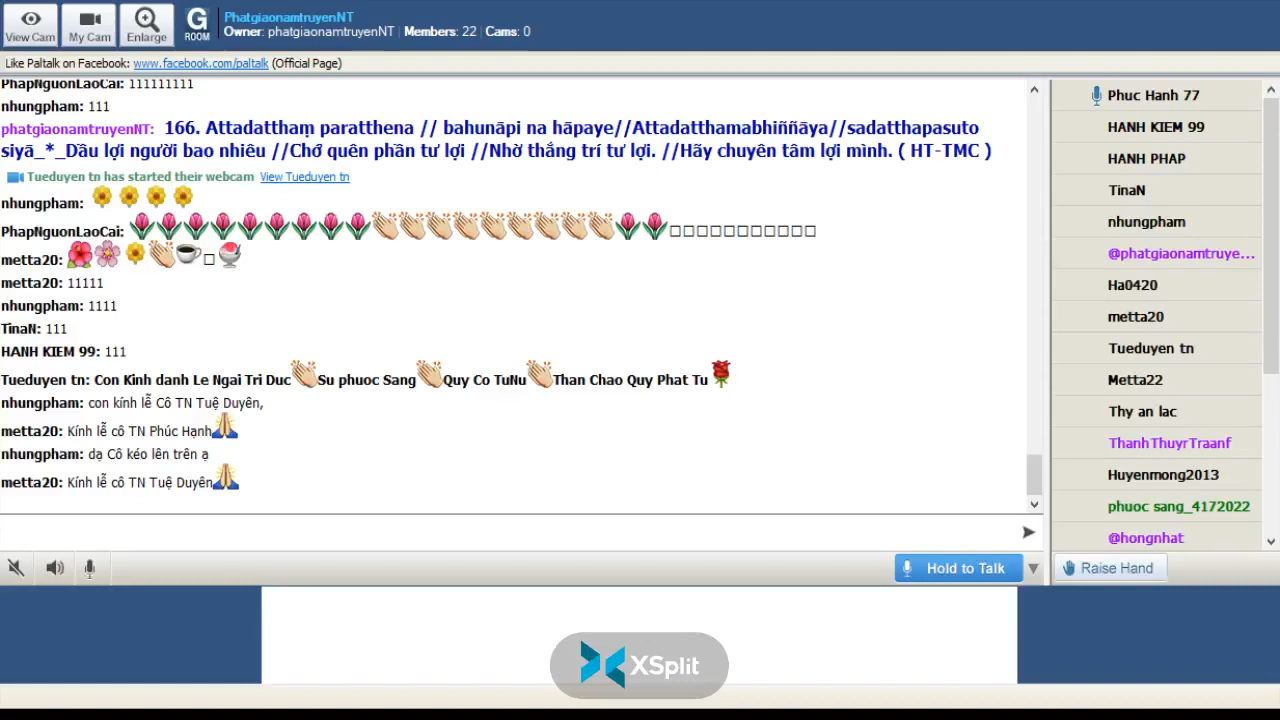 View Cam
My Cam
Enlarge
G
ROOM
PhatgiaonamtruyenNT
Owner: phatgiaonamtruyenNT | Members: 22 | Cams: 0
Like Paltalk on Facebook: www.facebook.com/paltalk (Official Page)
PhapNguonLaoCai: 111111111
nhungpham: 111
phatgiaonamtruyenNT: 166. Attadatthaṃ paratthena // bahunāpi na hāpaye//Attadatthamabhiññāya//sadatthapasuto
siyā_*_Dầu lợi người bao nhiêu //Chớ quên phần tư lợi //Nhờ thắng trí tư lợi. //Hãy chuyên tâm lợi mình. ( HT-TMC )
Tueduyen tn has started their webcam View Tueduyen tn
nhungpham:
PhapNguonLaoCai:
metta20:
metta20: 11111
nhungpham: 1111
TinaN: 111
HANH KIEM 99: 111
Tueduyen tn: Con Kinh danh Le Ngai Tri Duc Su phuoc Sang Quy Co TuNu Than Chao Quy Phat Tu
nhungpham: con kính lễ Cô TN Tuệ Duyên,
metta20: Kính lễ cô TN Phúc Hạnh
nhungpham: dạ Cô kéo lên trên ạ
metta20: Kính lễ cô TN Tuệ Duyên
Phuc Hanh 77
HANH KIEM 99
HANH PHAP
TinaN
nhungpham
@phatgiaonamtruye...
Ha0420
metta20
Tueduyen tn
Metta22
Thy an lac
ThanhThuyrTraanf
Huyenmong2013
phuoc sang_4172022
@hongnhat
Hold to Talk
Raise Hand
XSplit